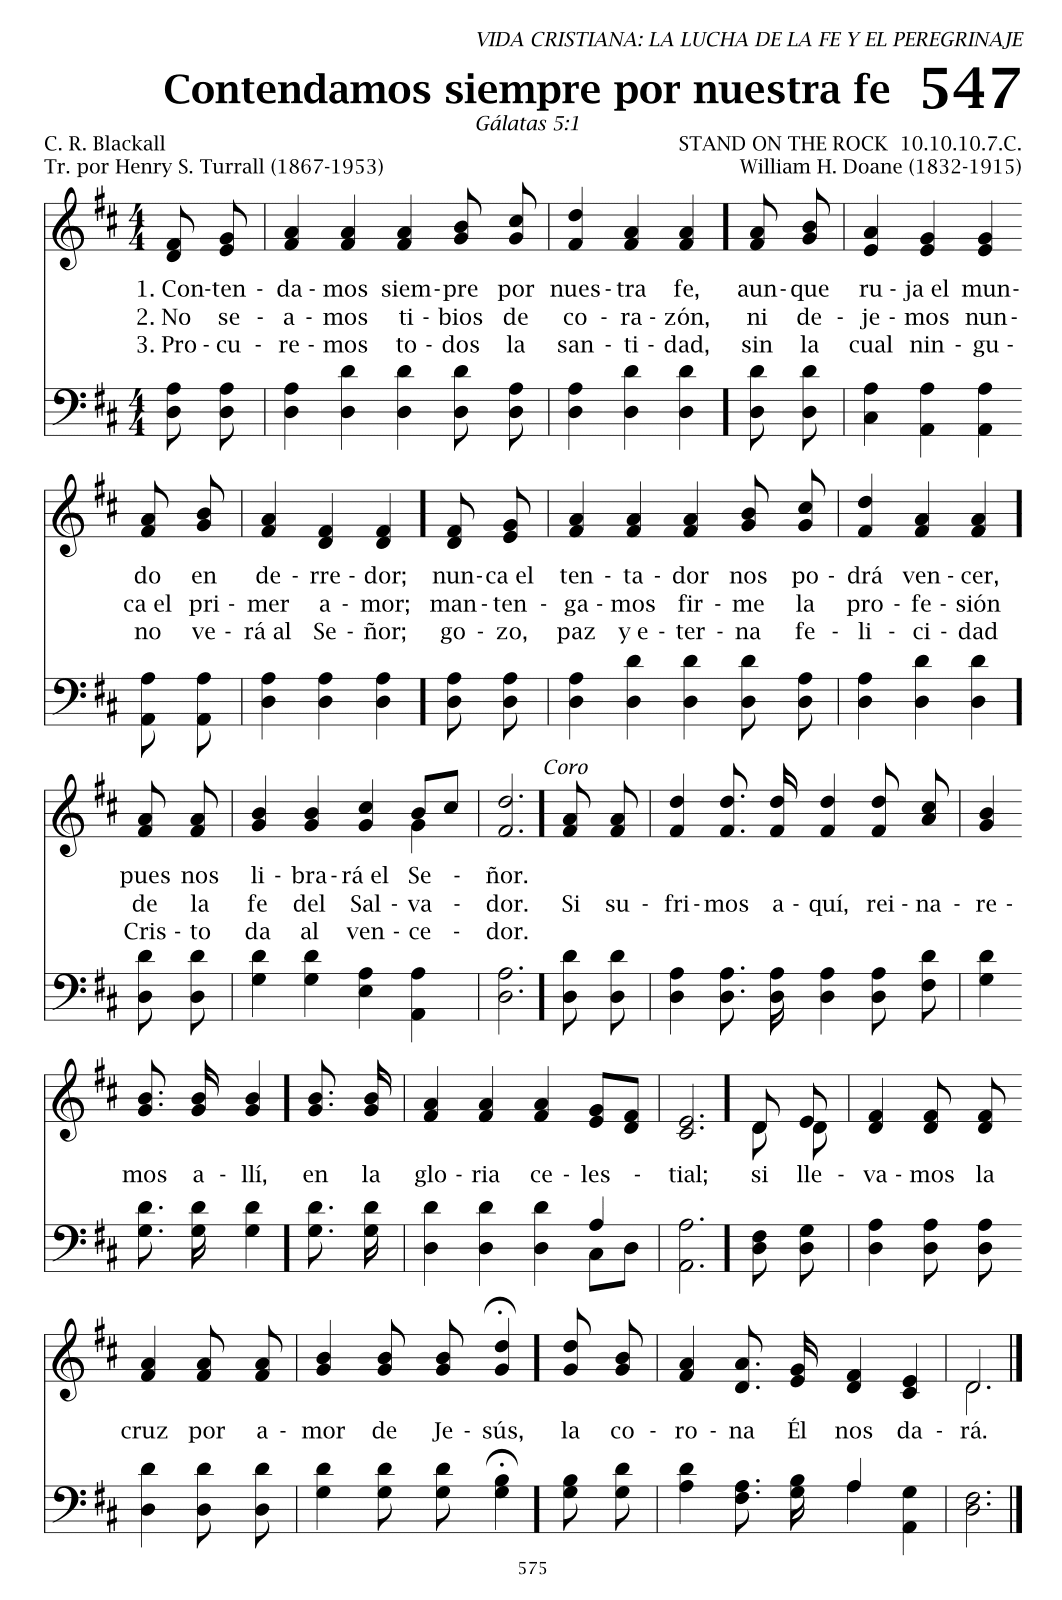 VIDA CRISTIANA: LA LUCHA DE LA FE Y EL PEREGRINAJE
Contendamos siempre por nuestra fe 547
Gálatas 5:1
C. R. Blackall
STAND ON THE ROCK 10.10.10.7.C.
Tr. por Henry S. Turrall (1867-1953)
William H. Doane (1832-1915)
1. Con-ten - da - mos siem-pre por nues-tra fe, aun-que ru - ja el mun-
2. No se - a - mos ti - bios de co - ra - zón, ni de - je - mos nun-
3. Pro - cu - re - mos to - dos la san - ti - dad, sin la cual nin - gu -
do en de - rre - dor; nun-ca el ten - ta - dor nos po - drá ven - cer,
ca el pri - mer a - mor; man-ten - ga - mos fir - me la pro - fe - sión
no ve - rá al Se - ñor; go - zo, paz y e - ter - na fe - li - ci - dad
Coro
pues nos li - bra - rá el Se - ñor.
de la fe del Sal - va - dor. Si su - fri-mos a - quí, rei - na - re -
Cris - to da al ven - ce - dor.
mos a - llí, en la glo - ria ce - les - tial; si lle - va - mos la
cruz por a - mor de Je - sús, la co - ro - na Él nos da - rá.
575